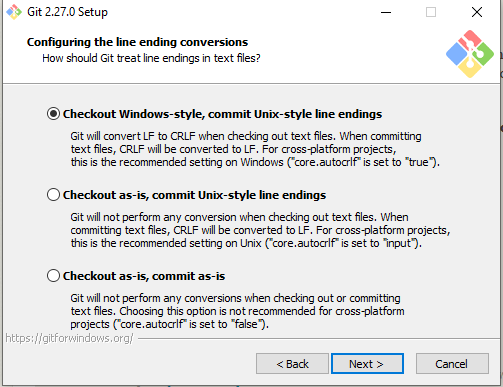 Git 2.27.0 Setup
Configuring the line ending conversions
How should Git treat line endings in text files?
Checkout Windows-style, commit Unix-style line endings
Git will convert LF to CRLF when checking out text files. When committing
text files, CRLF will be converted to LF. For cross-platform projects,
this is the recommended setting on Windows ("core.autocrlf" is set to "true").
Checkout as-is, commit Unix-style line endings
Git will not perform any conversion when checking out text files. When
committing text files, CRLF will be converted to LF. For cross-platform projects,
this is the recommended setting on Unix ("core.autocrlf" is set to "input").
Checkout as-is, commit as-is
Git will not perform any conversions when checking out or committing
text files. Choosing this option is not recommended for cross-platform
projects ("core.autocrlf" is set to "false").
https://gitforwindows.org/
< Back
Next >
Cancel